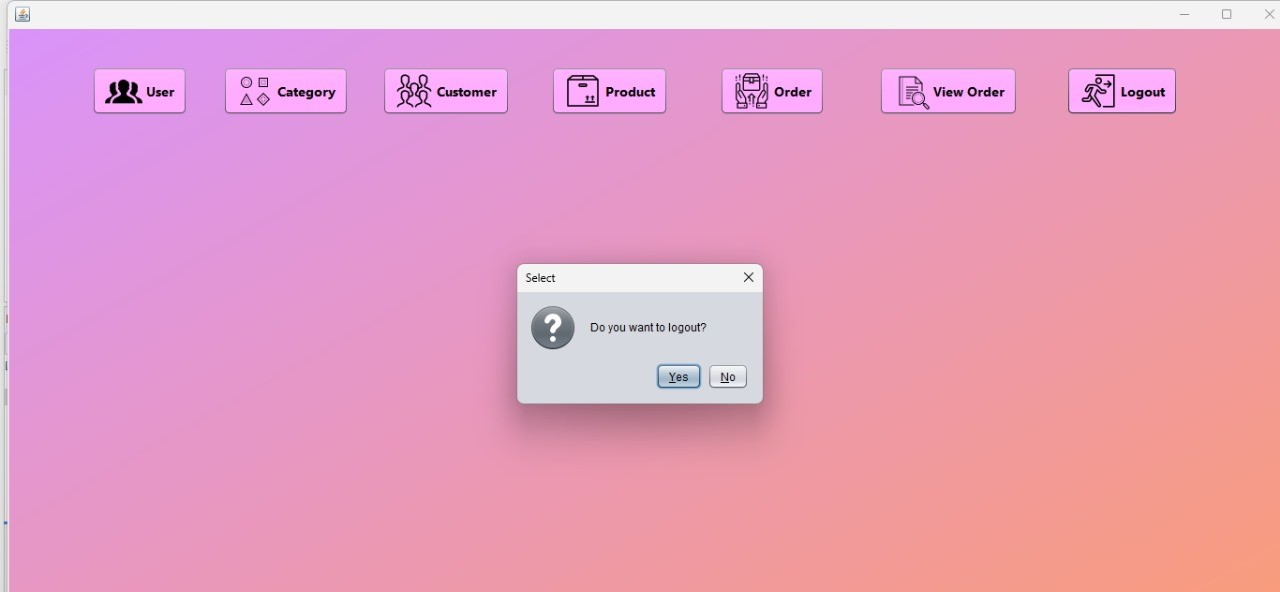 User
Category
Customer
Product
Order
View Order
Logout
Select
Do you want to logout?
Yes
No